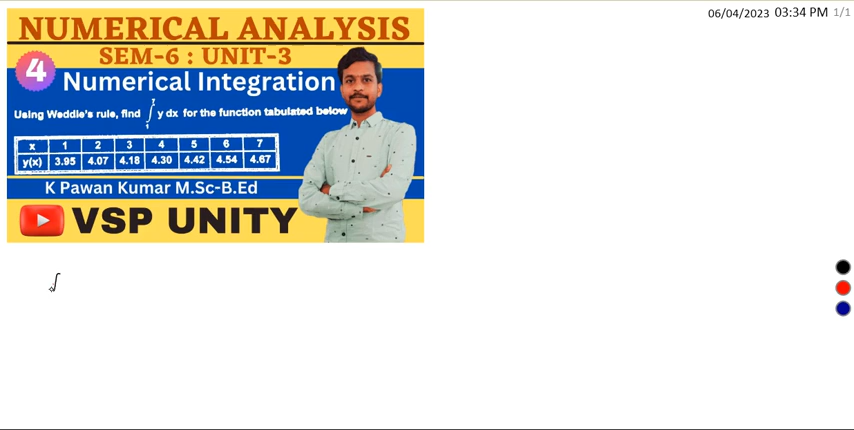 06/04/2023 03:34 PM 1/1
NUMERICAL ANALYSIS
SEM-6 : UNIT-3
4
Numerical Integration
Using Weddle's rule, find ∫₁⁷ y dx for the function tabulated below
x 1 2 3 4 5 6 7
y(x) 3.95 4.07 4.18 4.30 4.42 4.54 4.67
K Pawan Kumar M.Sc-B.Ed
VSP UNITY
∫